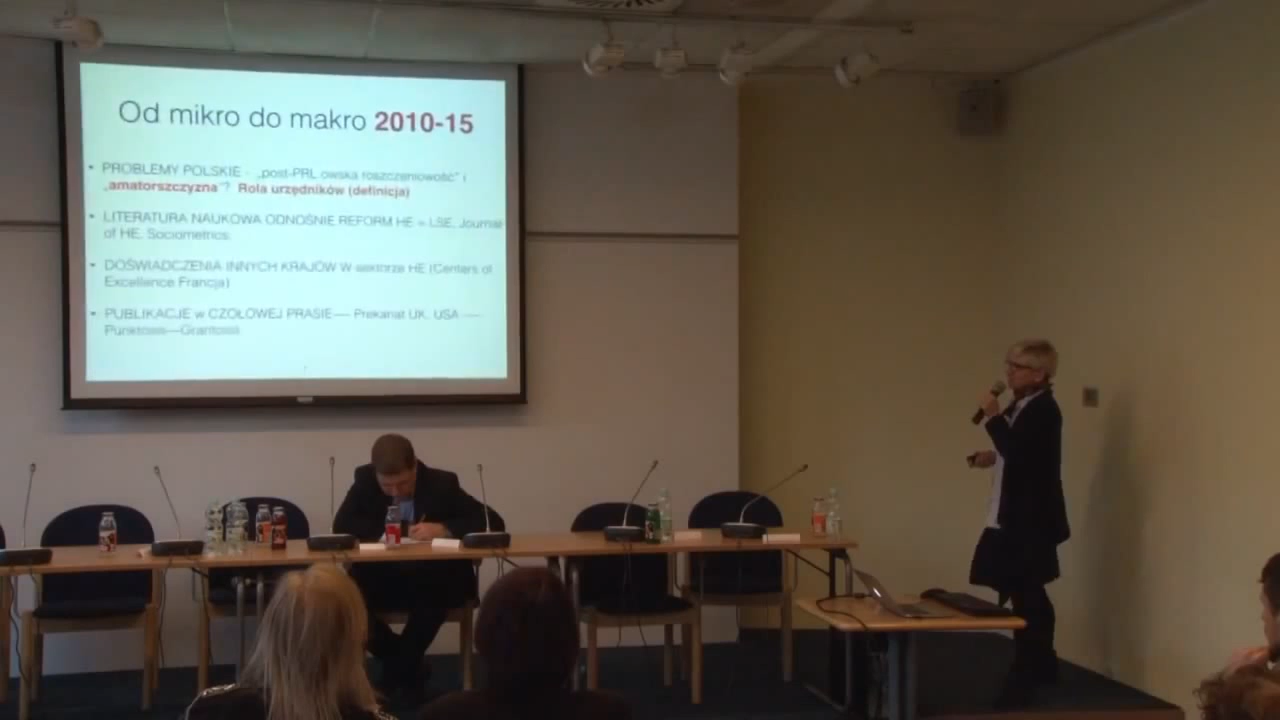 Od mikro do makro 2010-15
• PROBLEMY POLSKIE - „post-PRL owska roszczeniowość" i
„amatorszczyzna"? Rola urzędników (definicja)
• LITERATURA NAUKOWA ODNOŚNIE REFORM HE = LSE, Journal
of HE, Sociometrics,
• DOŚWIADCZENIA INNYCH KRAJÓW W sektorze HE (Centers of
Excellence Francja)
• PUBLIKACJE w CZOŁOWEJ PRASIE— Prekariat UK, USA —
Punktosis—Grantosis